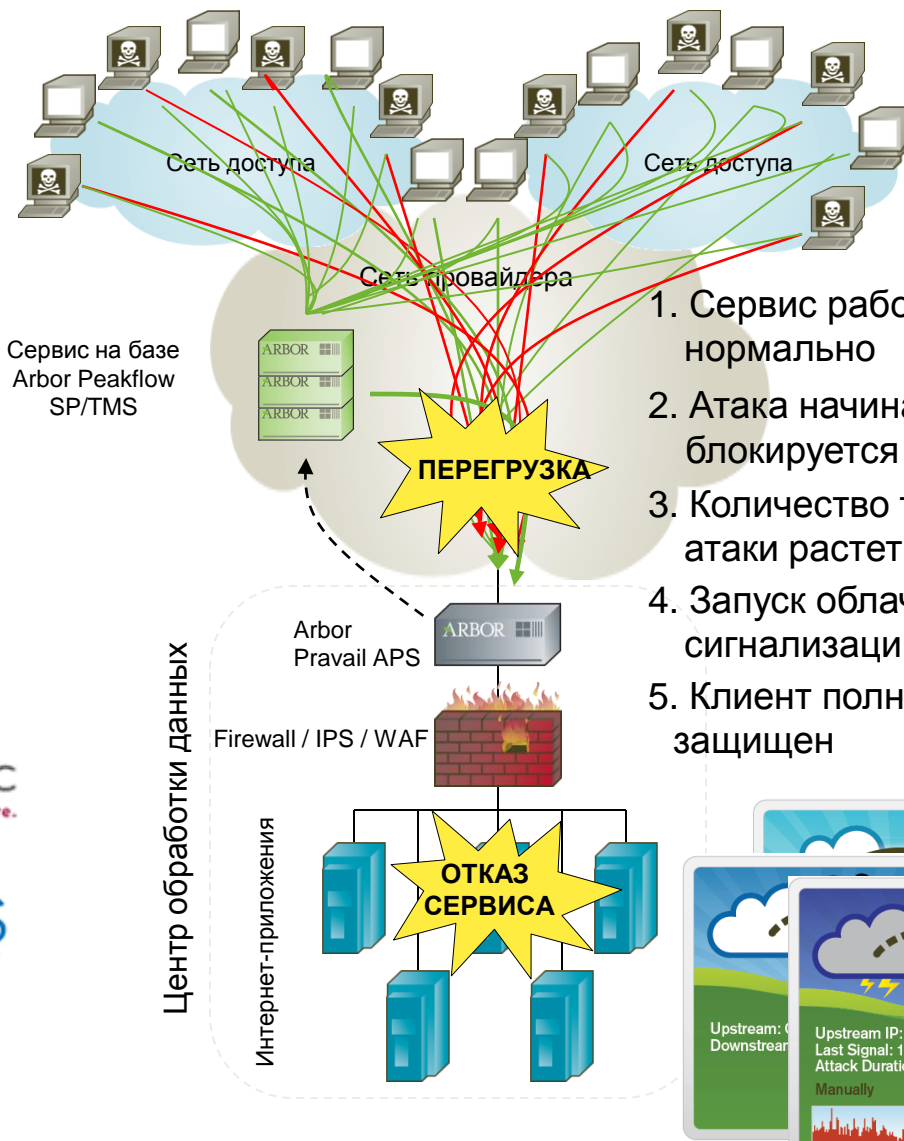 Сеть доступа
Сеть доступа
Сеть провайдера
Сервис на базе
Arbor Peakflow
SP/TMS
ARBOR
ARBOR
ARBOR
ПЕРЕГРУЗКА
1. Сервис рабо
нормально
2. Атака начина
блокируется
3. Количество т
атаки растет
4. Запуск облач
сигнализаци
5. Клиент полн
защищен
Arbor
Pravail APS
ARBOR
Firewall / IPS / WAF
Центр обработки данных
Интернет-приложения
ОТКАЗ
СЕРВИСА
Upstream:
Downstrear
Upstream IP:
Last Signal: 1
Attack Duratio
Manually